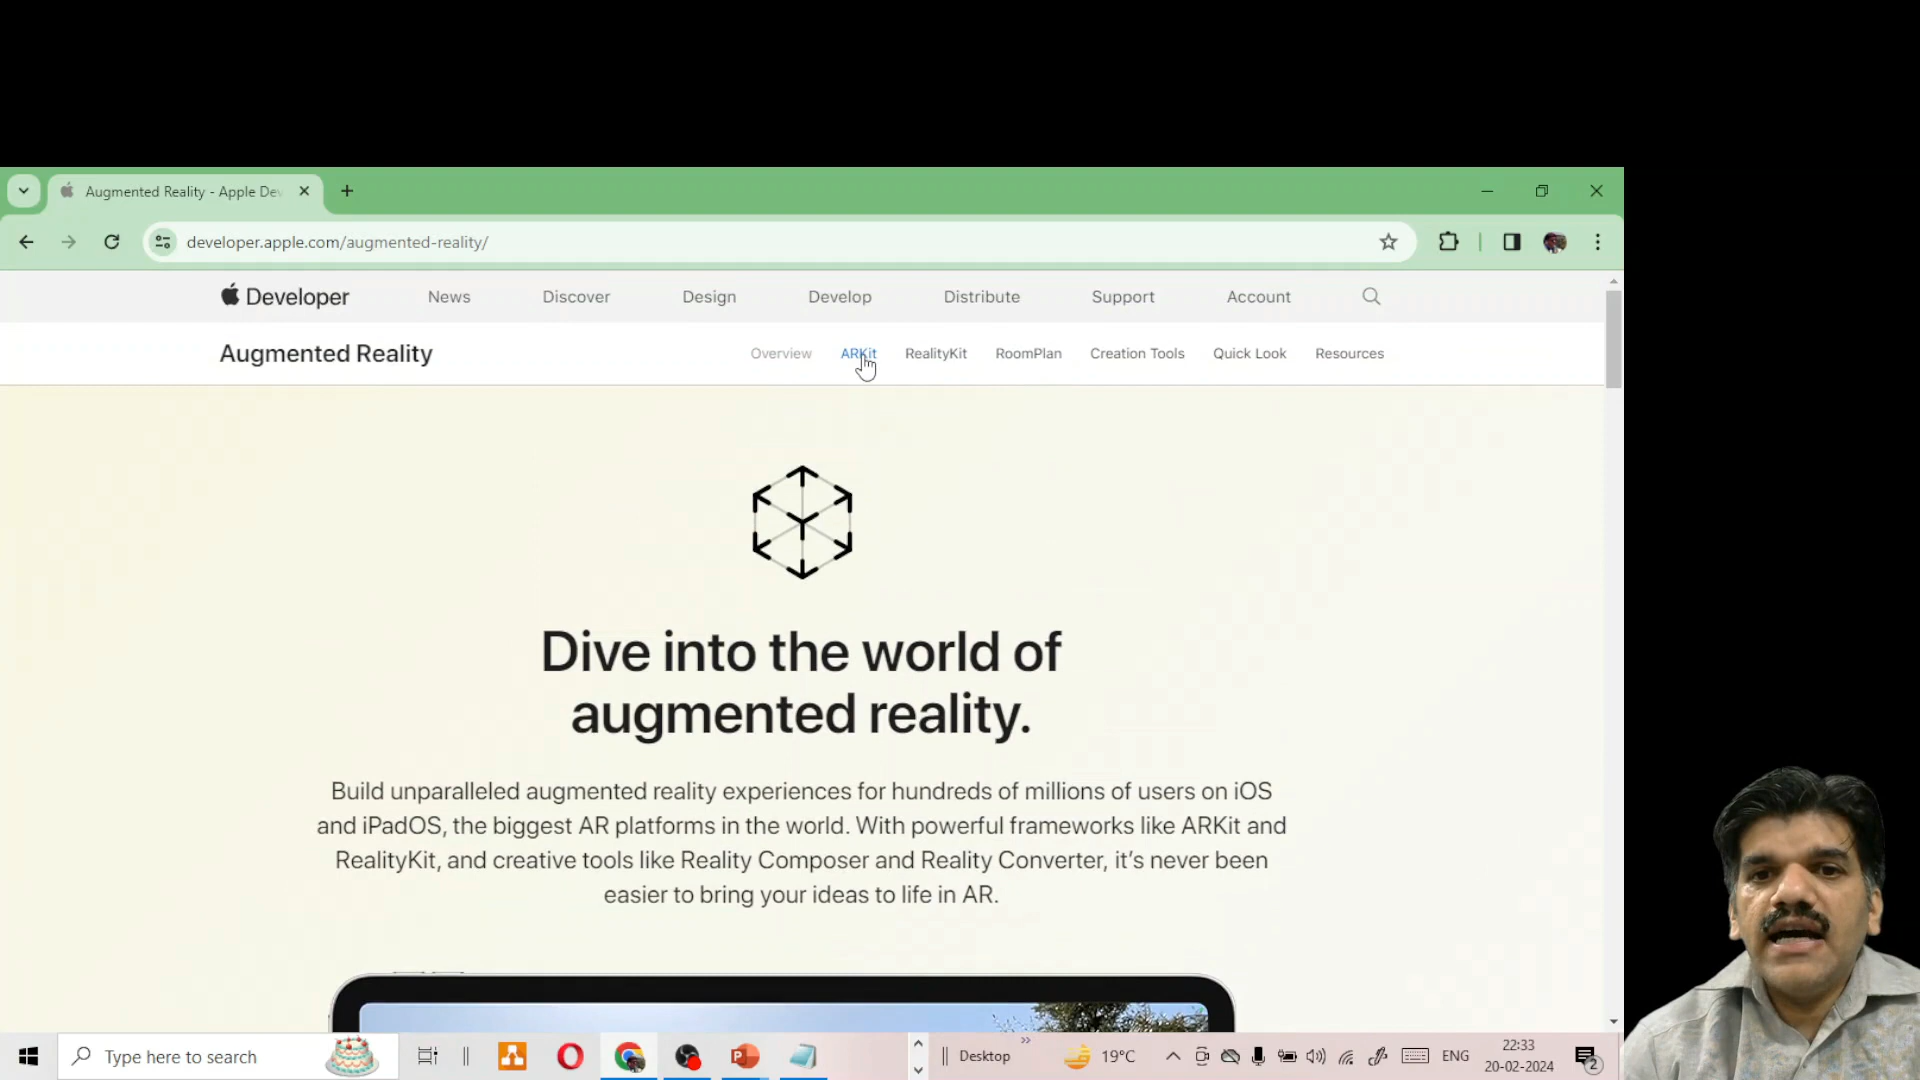 Augmented Reality - Apple Dev
developer.apple.com/augmented-reality/
Developer News Discover Design Develop Distribute Support Account
Augmented Reality Overview ARKit RealityKit RoomPlan Creation Tools Quick Look Resources
Dive into the world of
augmented reality.
Build unparalleled augmented reality experiences for hundreds of millions of users on iOS
and iPadOS, the biggest AR platforms in the world. With powerful frameworks like ARKit and
RealityKit, and creative tools like Reality Composer and Reality Converter, it's never been
easier to bring your ideas to life in AR.
Type here to search Desktop 19°C ENG 22:33
20-02-2024 2